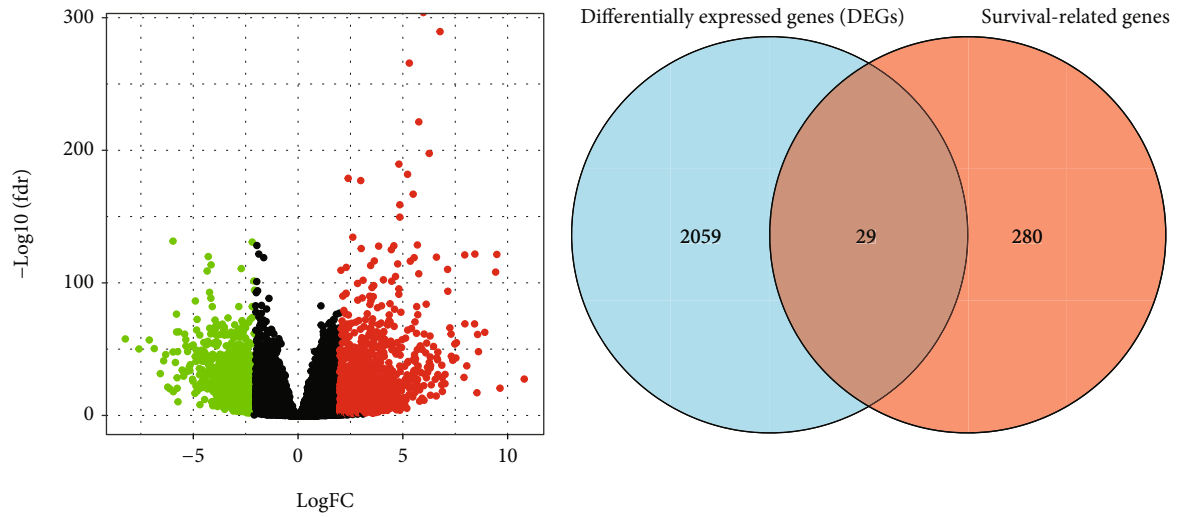 300
200
100
0
−Log10 (fdr)
−5 0 5 10
LogFC
Differentially expressed genes (DEGs) Survival-related genes
2059 29 280